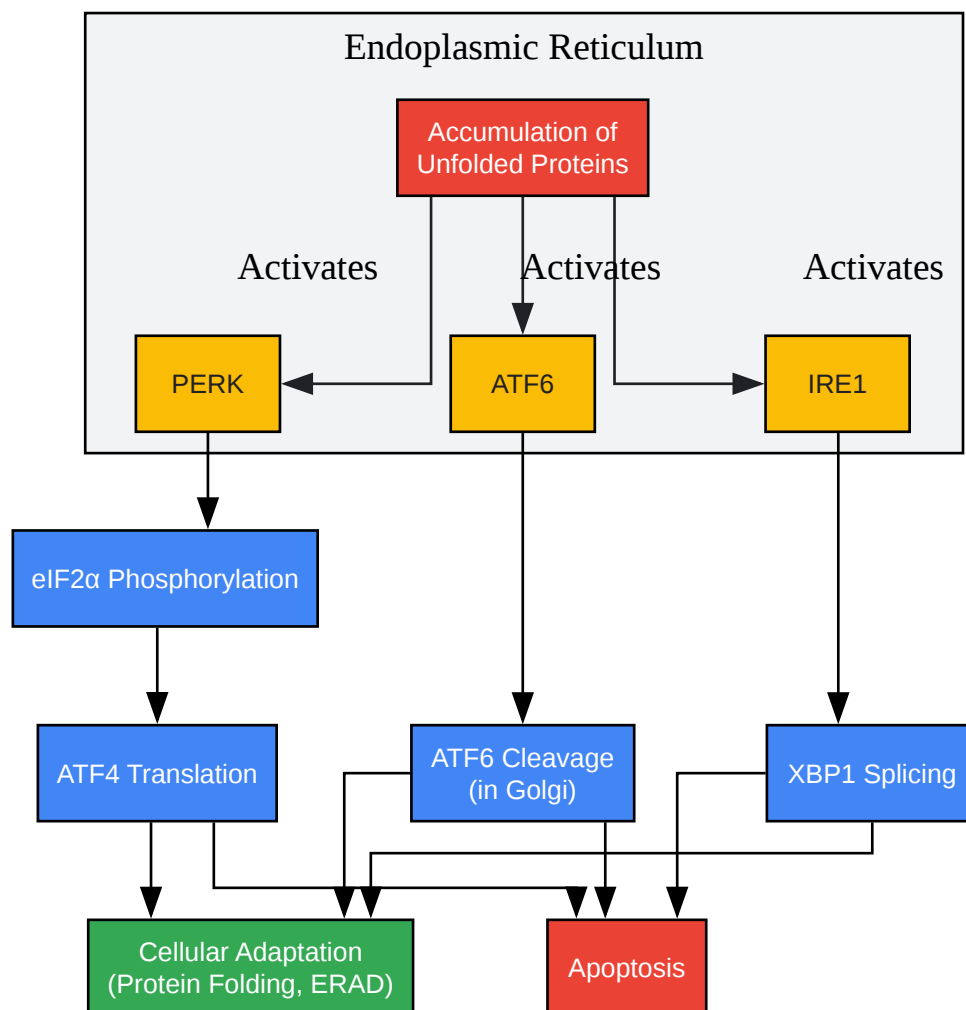 Endoplasmic Reticulum
Accumulation of
Unfolded Proteins
Activates
Activates
Activates
PERK
ATF6
IRE1
eIF2α Phosphorylation
ATF4 Translation
ATF6 Cleavage
(in Golgi)
XBP1 Splicing
Cellular Adaptation
(Protein Folding, ERAD)
Apoptosis